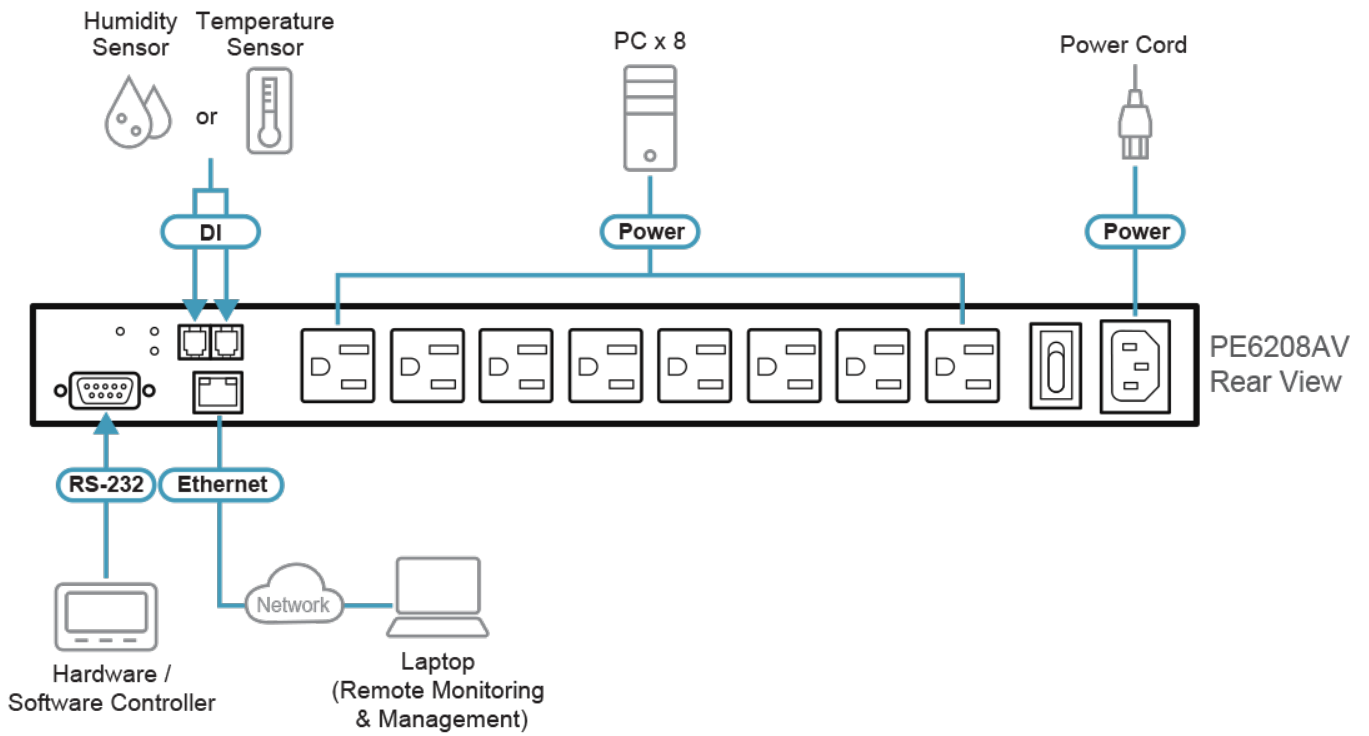 Humidity
Sensor
Temperature
Sensor
or
PC x 8
Power Cord
DI
Power
Power
PE6208AV
Rear View
RS-232
Ethernet
Network
Hardware /
Software Controller
Laptop
(Remote Monitoring
& Management)